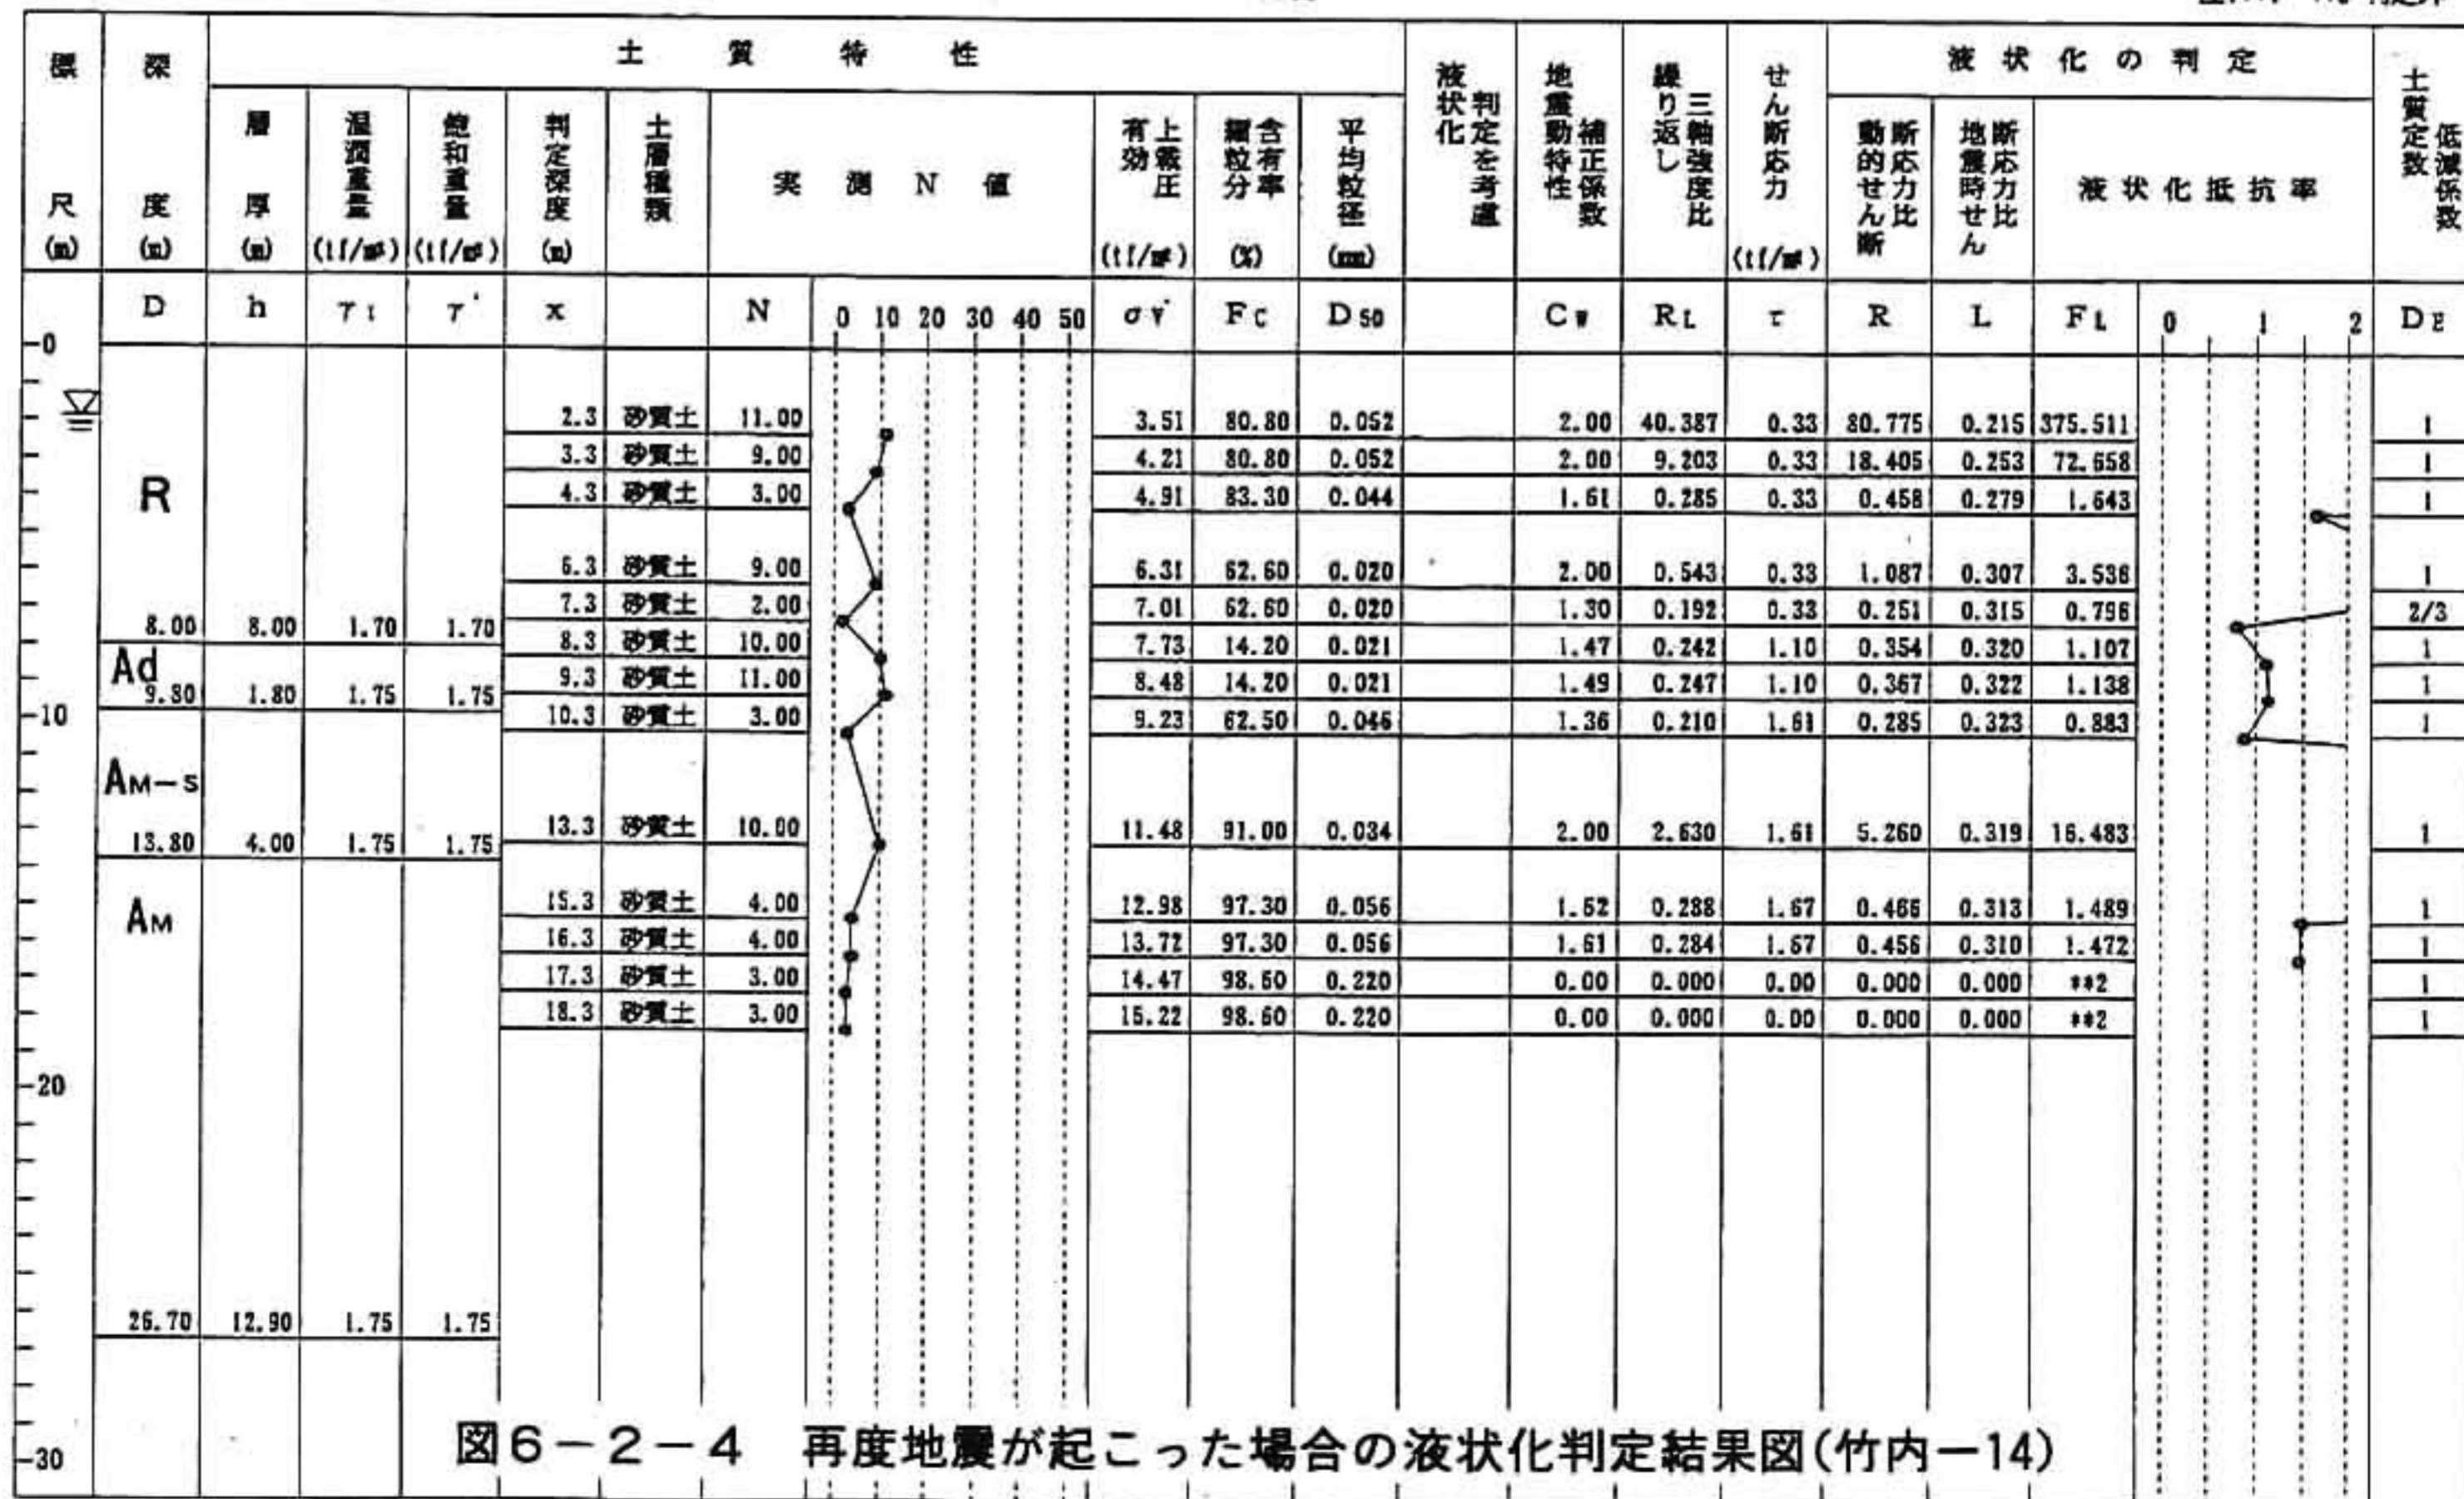 標尺(m) 深度(m) 土質特性 液状化判定を考慮 地震動特性補正係数 繰り返し三軸強度比 せん断応力(tf/m²) 液状化の判定 土質定数低減係数
層厚(m) 湿潤重量(tf/m³) 飽和重量(tf/m³) 判定深度(m) 土層種類 実測N値 有効上載圧(tf/m²) 細粒分含有率(%) 平均粒径(mm) 動的せん断応力比 地震時せん断応力比 液状化抵抗率
D h γt γ' x N 0 10 20 30 40 50 σv' FC D50 CW RL τ R L FL 0 1 2 DE
0
2.3 砂質土 11.00 3.51 80.80 0.052 2.00 40.387 0.33 80.775 0.215 375.511 1
3.3 砂質土 9.00 4.21 80.80 0.052 2.00 9.203 0.33 18.405 0.253 72.658 1
R 4.3 砂質土 3.00 4.91 83.30 0.044 1.61 0.285 0.33 0.458 0.279 1.643 1
6.3 砂質土 9.00 6.31 62.60 0.020 2.00 0.543 0.33 1.087 0.307 3.536 1
7.3 砂質土 2.00 7.01 62.60 0.020 1.30 0.192 0.33 0.251 0.315 0.796 2/3
8.00 8.00 1.70 1.70 8.3 砂質土 10.00 7.73 14.20 0.021 1.47 0.242 1.10 0.354 0.320 1.107 1
Ad
9.80 1.80 1.75 1.75 9.3 砂質土 11.00 8.48 14.20 0.021 1.49 0.247 1.10 0.367 0.322 1.138 1
-10 10.3 砂質土 3.00 9.23 62.50 0.046 1.36 0.210 1.61 0.285 0.323 0.883 1
AM-S
13.80 4.00 1.75 1.75 13.3 砂質土 10.00 11.48 91.00 0.034 2.00 2.630 1.61 5.260 0.319 16.483 1
AM 15.3 砂質土 4.00 12.98 97.30 0.056 1.62 0.288 1.67 0.466 0.313 1.489 1
16.3 砂質土 4.00 13.72 97.30 0.056 1.61 0.284 1.67 0.456 0.310 1.472 1
17.3 砂質土 3.00 14.47 98.60 0.220 0.00 0.000 0.00 0.000 0.000 **2 1
18.3 砂質土 3.00 15.22 98.60 0.220 0.00 0.000 0.00 0.000 0.000 **2 1
-20
26.70 12.90 1.75 1.75
-30
図6-2-4 再度地震が起こった場合の液状化判定結果図(竹内-14)